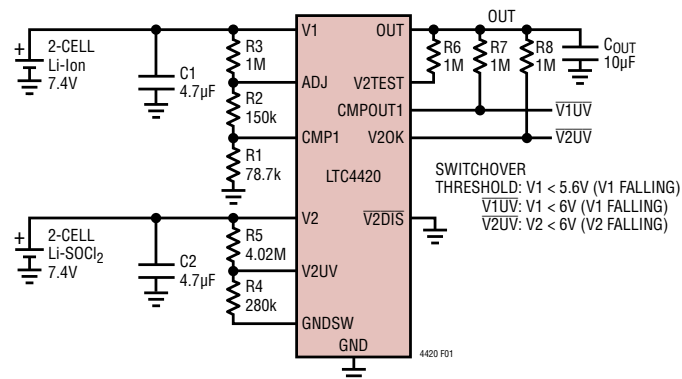 OUT
V1
OUT
+
2-CELL
Li-Ion
7.4V
C1
4.7µF
R3
1M
R6
1M
R7
1M
R8
1M
COUT
10µF
ADJ
V2TEST
R2
150k
CMPOUT1
V1UV
CMP1
V2OK
V2UV
R1
78.7k
LTC4420
SWITCHOVER
THRESHOLD: V1 < 5.6V (V1 FALLING)
V1UV: V1 < 6V (V1 FALLING)
V2UV: V2 < 6V (V2 FALLING)
V2
V2DIS
+
2-CELL
Li-SOCl2
7.4V
C2
4.7µF
R5
4.02M
V2UV
R4
280k
GNDSW
GND
4420 F01